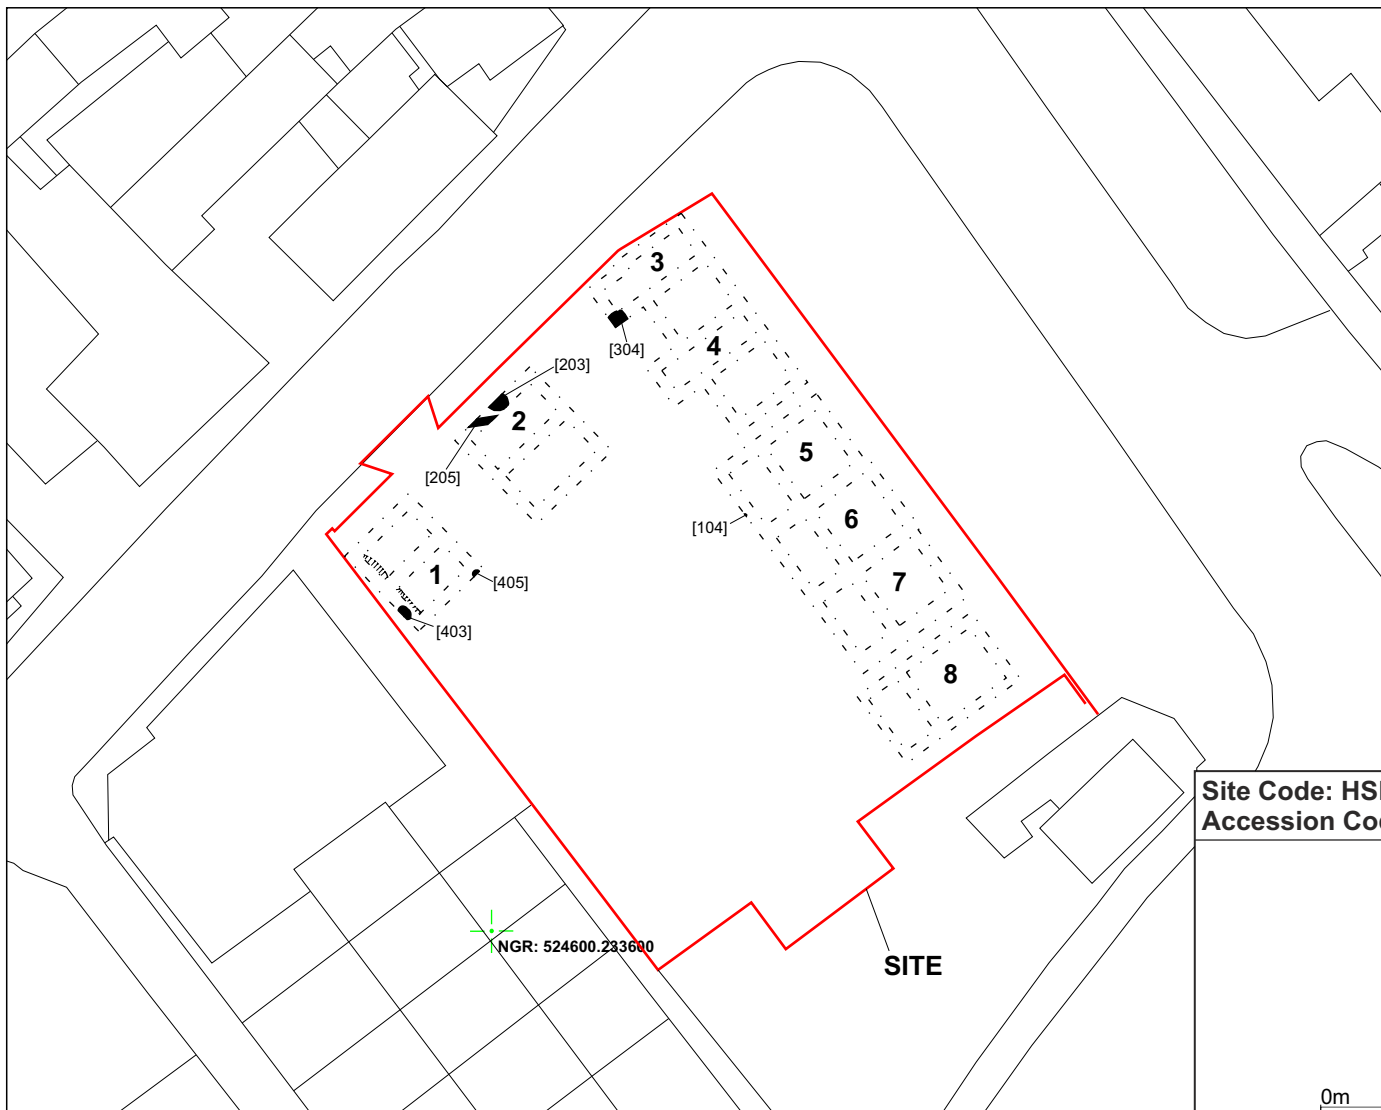 3
[304]
4
[203]
2
[205]
5
[104]
6
1
[405]
7
[403]
8
Site Code: HS
Accession Co
NGR: 524600.233600
SITE
0m